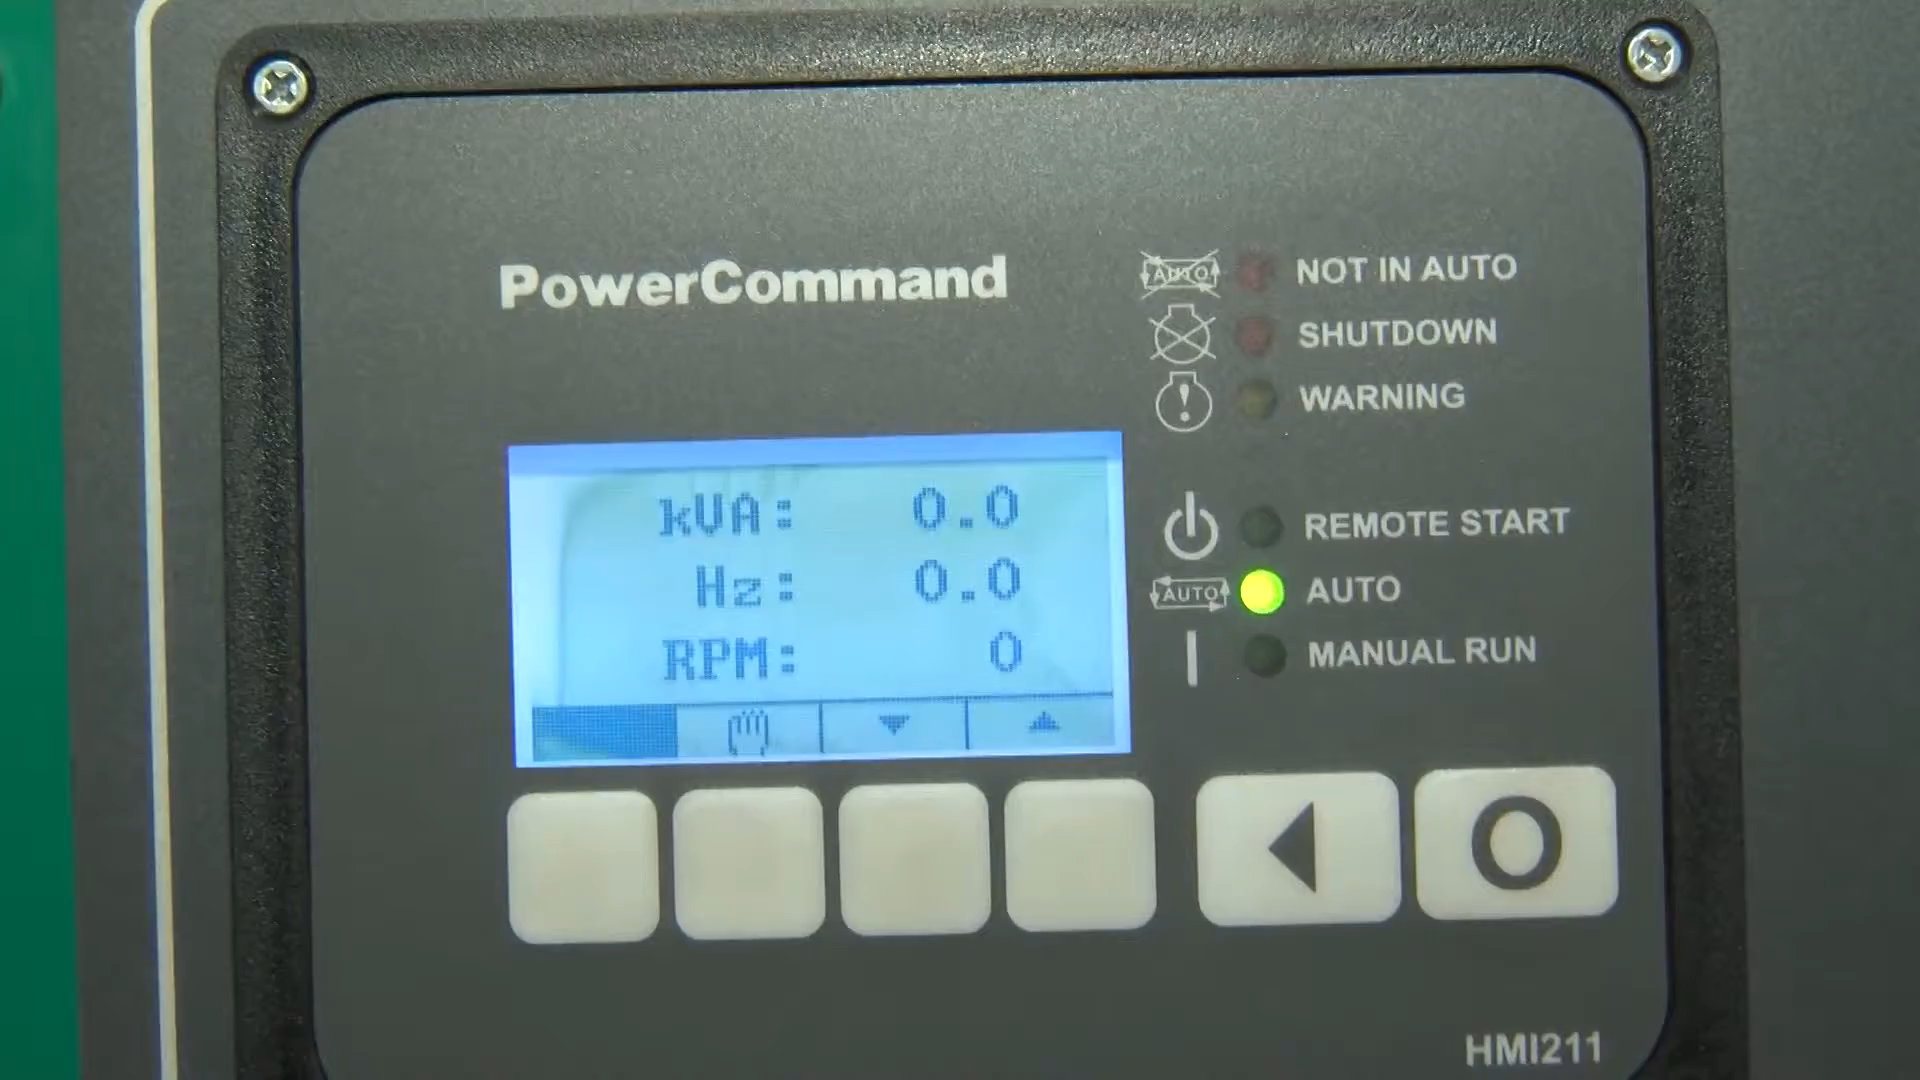 PowerCommand
AUTO NOT IN AUTO
SHUTDOWN
! WARNING
kVA: 0.0
Hz: 0.0
RPM: 0
REMOTE START
AUTO AUTO
MANUAL RUN
HMI211